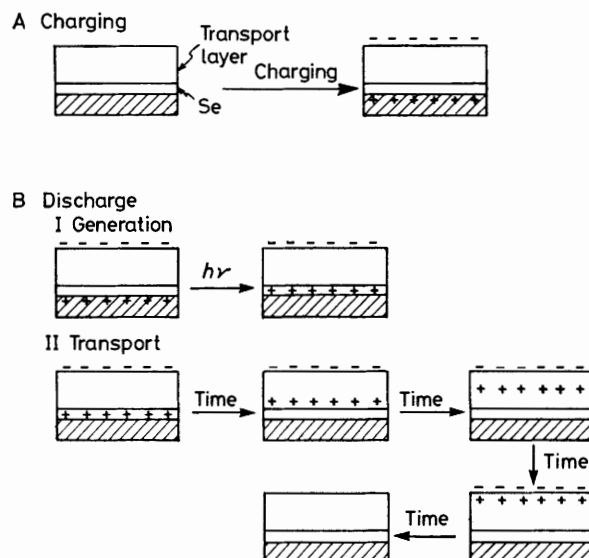 A Charging
Transport
layer
Se
Charging
- - - - - -
+ + + + + +
B Discharge
I Generation
- - - - - -
+ + + + + +
hν
- - - - - -
+ + + + + +
II Transport
- - - - - -
+ + + + + +
Time
- - - - - -
+ + + + + +
Time
- - - - - -
+ + + + + +
Time
- - - - - -
+ + + + + +
Time